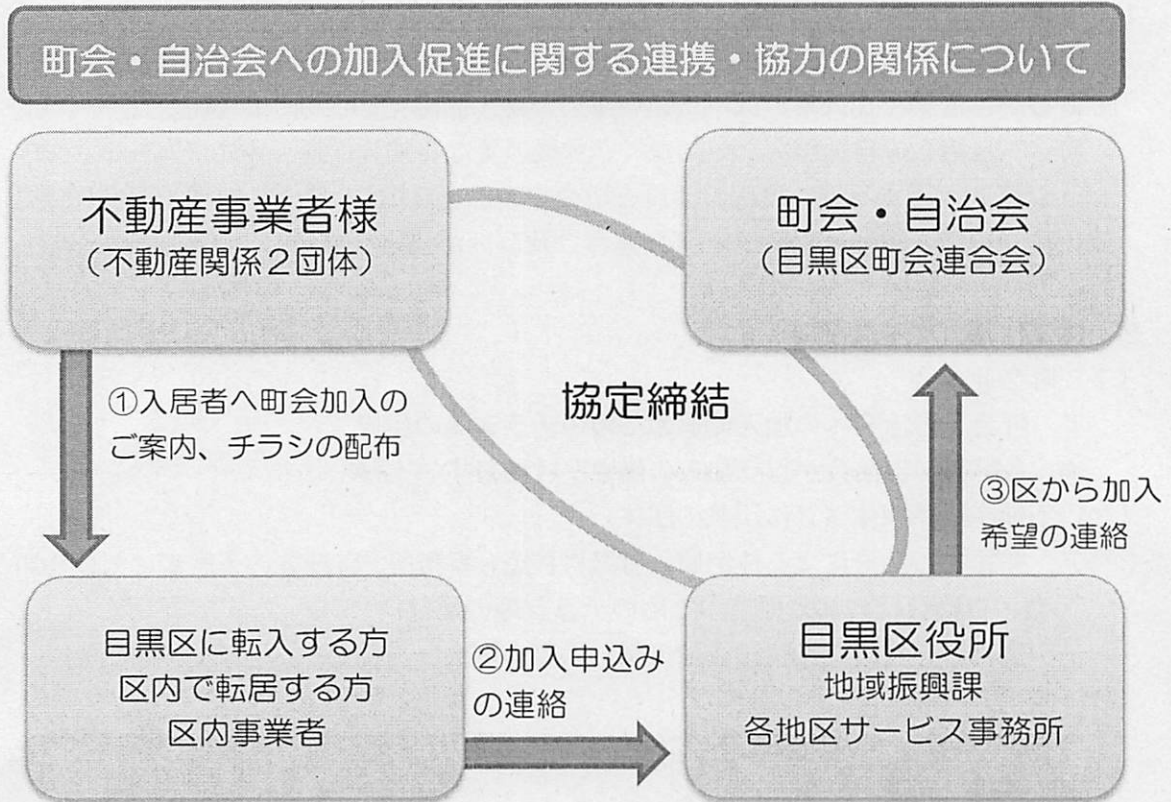 町会・自治会への加入促進に関する連携・協力の関係について
不動産事業者様
（不動産関係２団体）
町会・自治会
（目黒区町会連合会）
①入居者へ町会加入の
ご案内、チラシの配布
協定締結
③区から加入
希望の連絡
目黒区に転入する方
区内で転居する方
区内事業者
②加入申込み
の連絡
目黒区役所
地域振興課
各地区サービス事務所